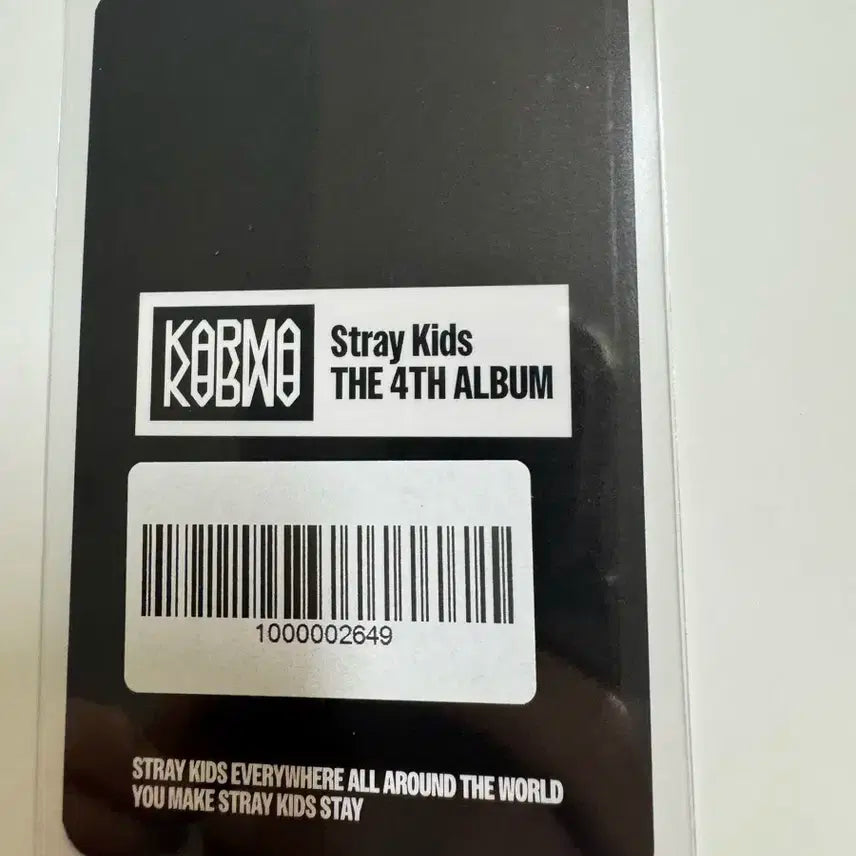 KARMA
Stray Kids
THE 4TH ALBUM
1000002649
STRAY KIDS EVERYWHERE ALL AROUND THE WORLD
YOU MAKE STRAY KIDS STAY